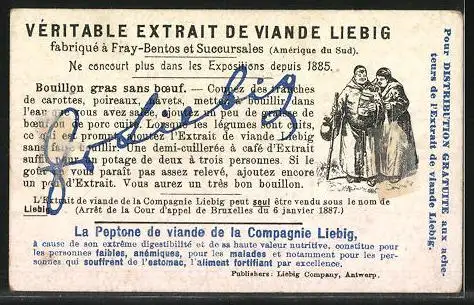 VÉRITABLE EXTRAIT DE VIANDE LIEBIG
fabriqué à Fray-Bentos et Succursales (Amérique du Sud).
Ne concourt plus dans les Expositions depuis 1885.
Bouillon gras sans bœuf. — Coupez des tranches
de carottes, poireaux, navets, mettez à bouillir dans
l'eau que vous avez salée, ajoutez un peu de graisse de
ou porc cuit. Lorsque les légumes sont cuits,
ce qui est prompt, ajoutez l'Extrait de viande Liebig
sans Une demi-cuillerée à café d'Extrait
suffit un potage de deux à trois personnes. Si le
goût vous paraît pas assez relevé, ajoutez encore
un peu d'Extrait. Vous aurez un très bon bouillon.
L'Extrait de viande de la Compagnie Liebig peut seul être vendu sous le nom de
Liebig. (Arrêt de la Cour d'appel de Bruxelles du 6 janvier 1887.)
La Peptone de viande de la Compagnie Liebig,
à cause de son extrême digestibilité et de sa haute valeur nutritive, constitue pour
les personnes faibles, anémiques, pour les malades et notamment pour les per-
sonnes qui souffrent de l'estomac, l'aliment fortifiant par excellence.
Publishers: Liebig Company, Antwerp.
Pour DISTRIBUTION GRATUITE aux ache-
teurs de l'Extrait de viande Liebig.
J v Liebig